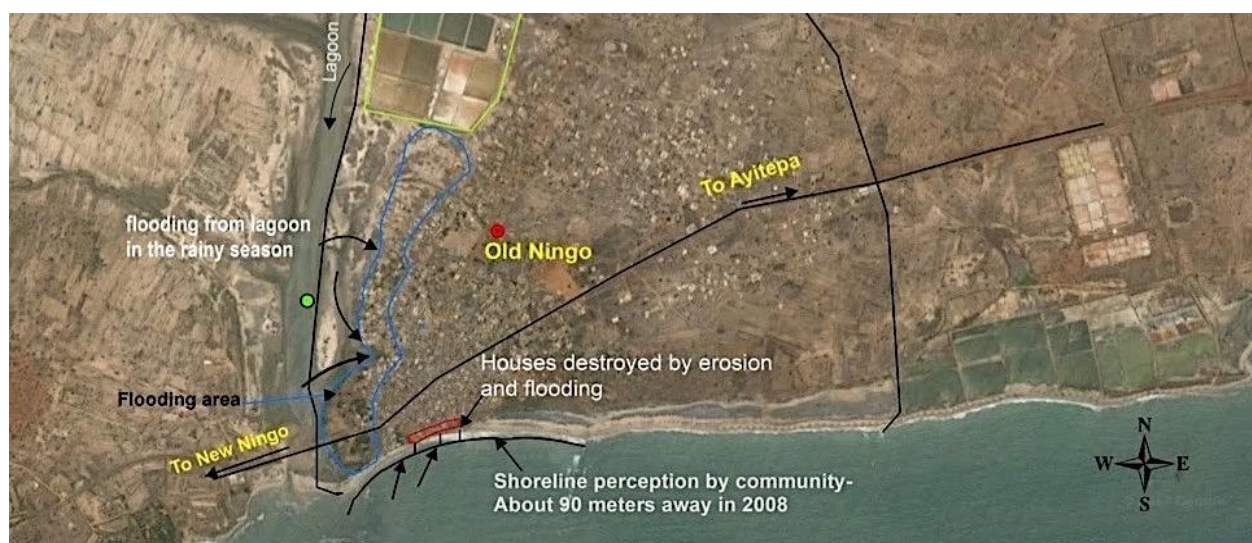 Lagoon
To Ayitepa
flooding from lagoon
in the rainy season
Old Ningo
Houses destroyed by erosion
and flooding
Flooding area
To New Ningo
Shoreline perception by community-
About 90 meters away in 2008
N
W
E
S